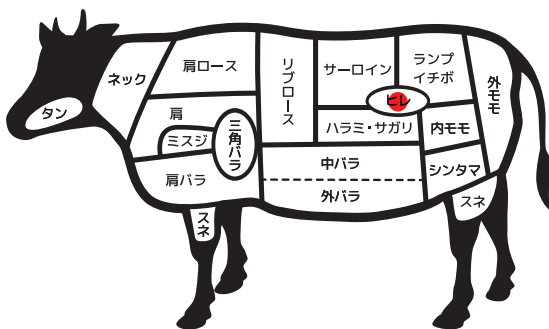 タン
ネック
肩ロース
肩
ミスジ
三角バラ
肩バラ
スネ
リブロース
サーロイン
ヒレ
ハラミ・サガリ
中バラ
外バラ
ランプ
イチボ
内モモ
シンタマ
外モモ
スネ